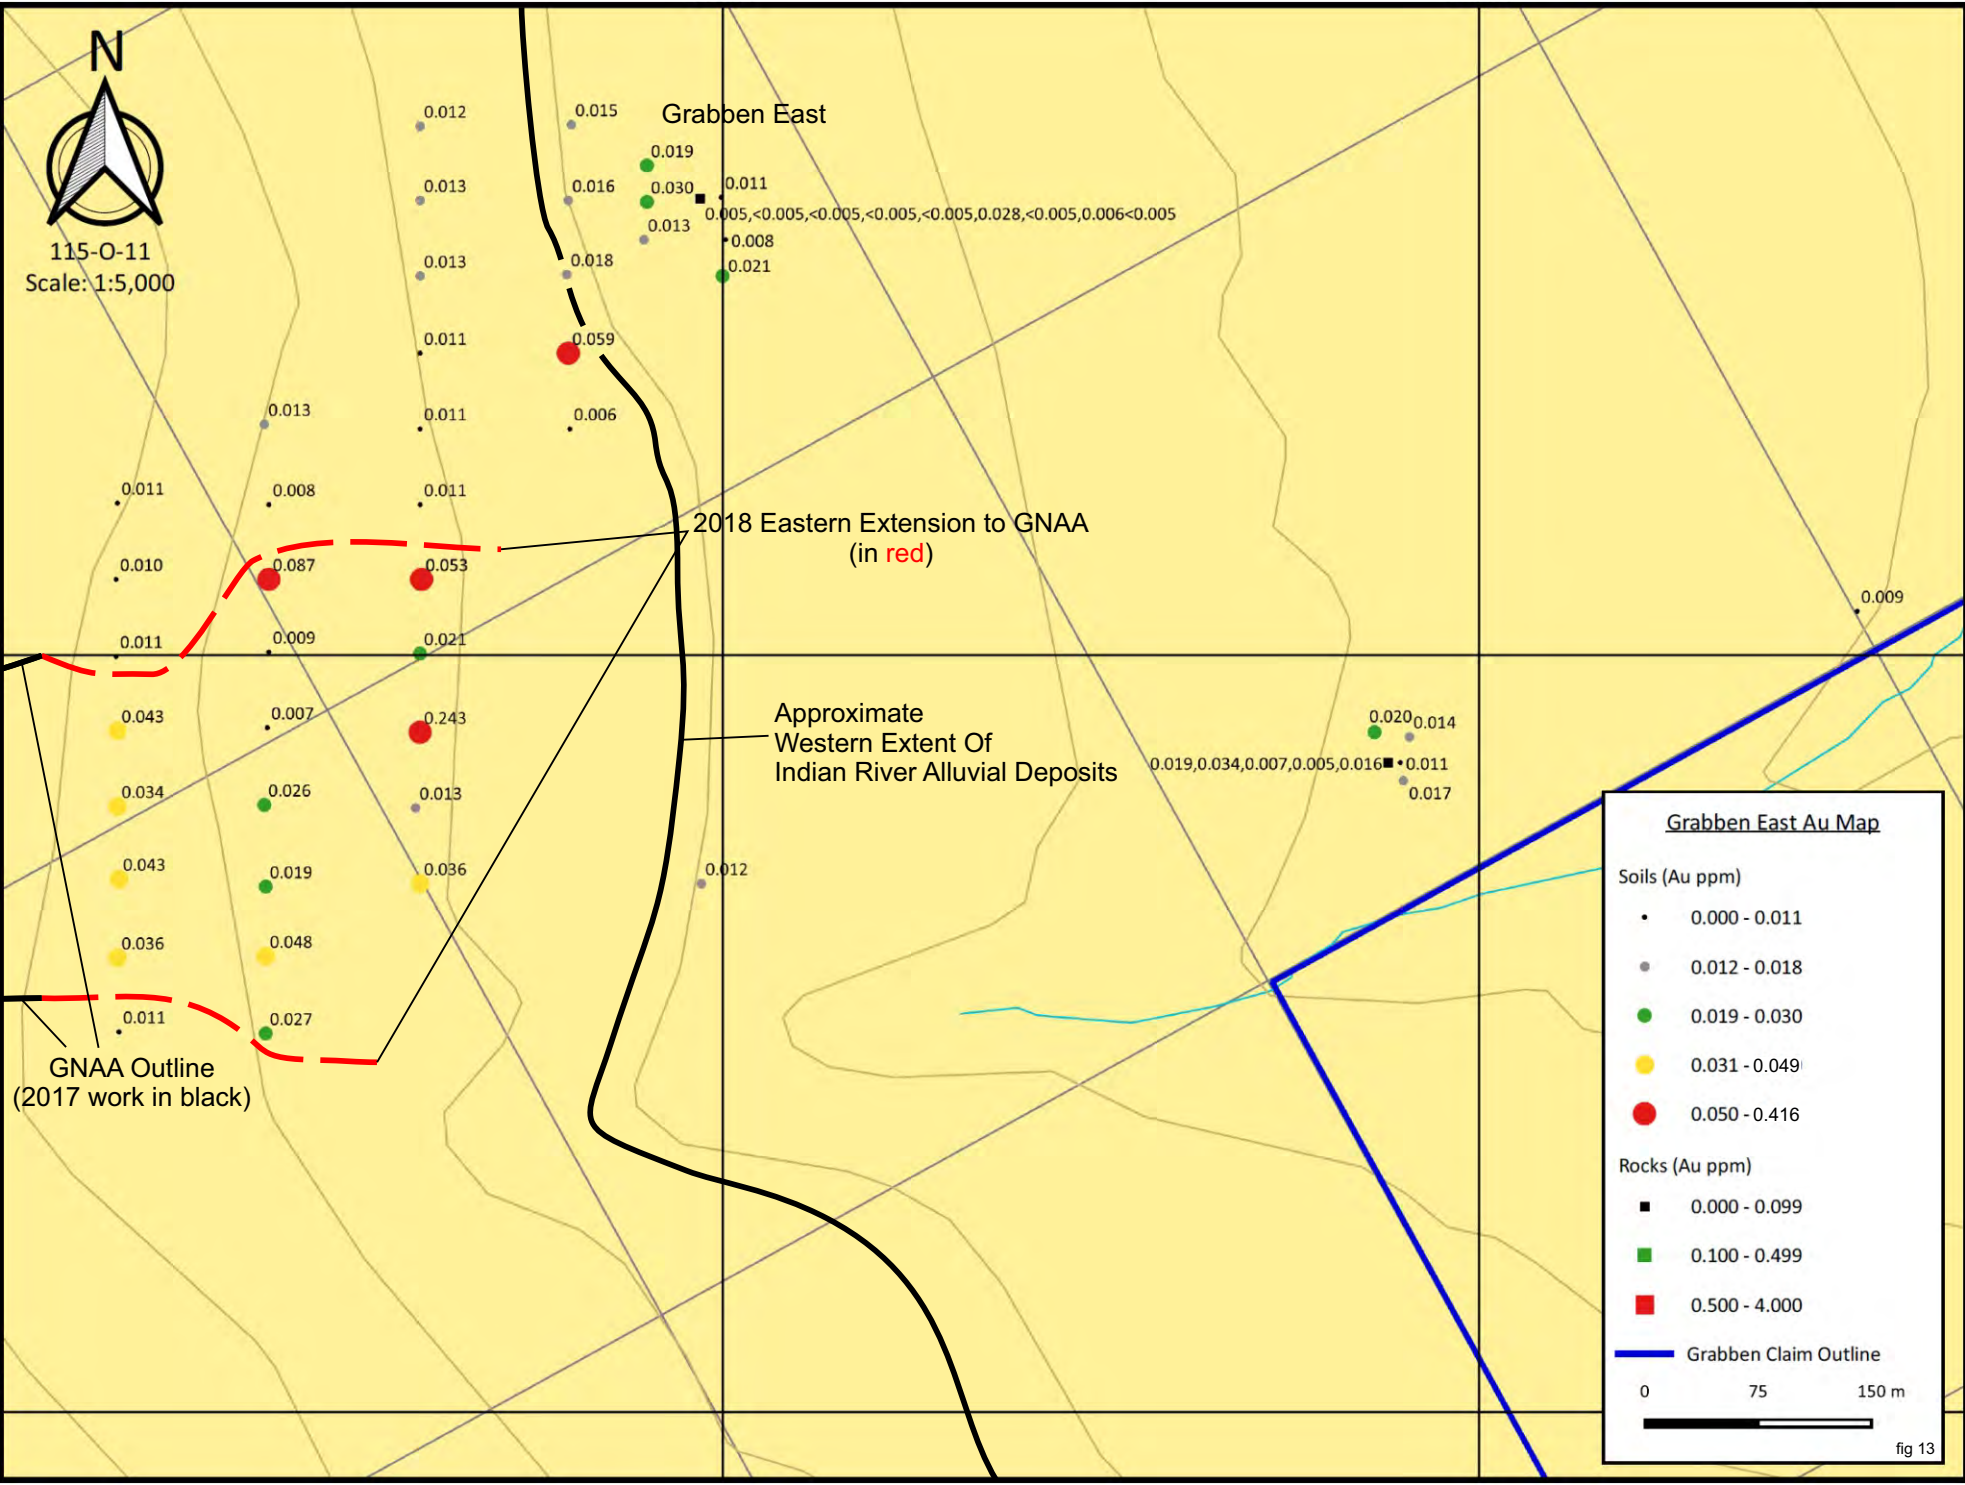 N
115-O-11
Scale: 1:5,000
Grabben East
0.012
0.015
0.019
0.013
0.016
0.030
0.011
0.005,<0.005,<0.005,<0.005,<0.005,0.028,<0.005,0.006<0.005
0.013
0.008
0.013
0.018
0.021
0.011
0.059
0.013
0.011
0.006
0.011
0.008
0.011
2018 Eastern Extension to GNAA
(in red)
0.010
0.087
0.053
0.009
0.011
0.009
0.021
0.043
0.007
0.243
Approximate
Western Extent Of
Indian River Alluvial Deposits
0.020
0.014
0.019,0.034,0.007,0.005,0.016
0.011
0.017
0.034
0.026
0.013
0.043
0.019
0.036
0.012
0.036
0.048
0.011
0.027
GNAA Outline
(2017 work in black)
Grabben East Au Map
Soils (Au ppm)
0.000 - 0.011
0.012 - 0.018
0.019 - 0.030
0.031 - 0.049
0.050 - 0.416
Rocks (Au ppm)
0.000 - 0.099
0.100 - 0.499
0.500 - 4.000
Grabben Claim Outline
0 75 150 m
fig 13